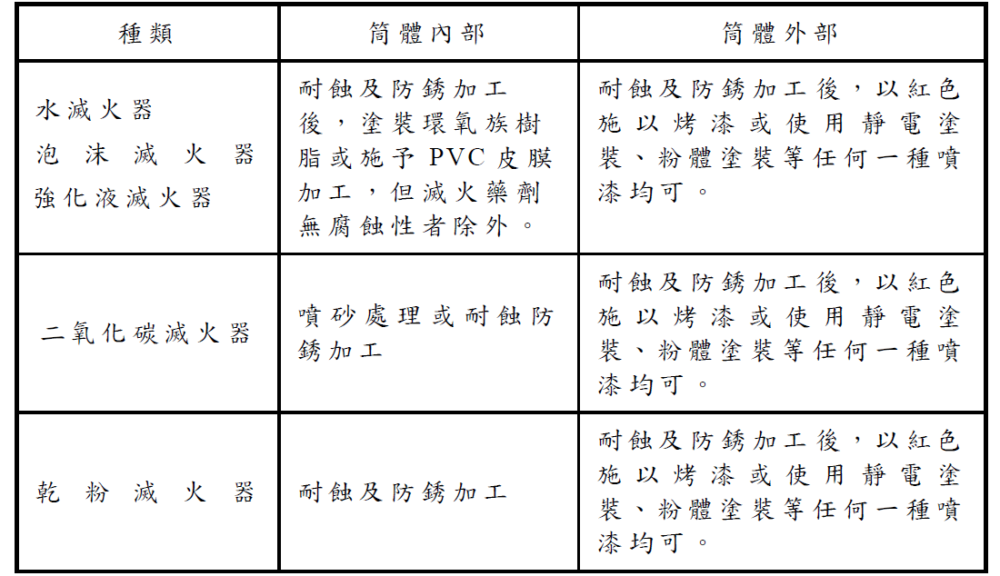 種類
筒體內部
筒體外部
水滅火器
泡沫滅火器
強化液滅火器
耐蝕及防銹加工
後，塗裝環氧族樹
脂或施予 PVC 皮膜
加工，但滅火藥劑
無腐蝕性者除外。
耐蝕及防銹加工後，以紅色
施以烤漆或使用靜電塗
裝、粉體塗裝等任何一種噴
漆均可。
二氧化碳滅火器
噴砂處理或耐蝕防
銹加工
耐蝕及防銹加工後，以紅色
施以烤漆或使用靜電塗
裝、粉體塗裝等任何一種噴
漆均可。
乾粉滅火器
耐蝕及防銹加工
耐蝕及防銹加工後，以紅色
施以烤漆或使用靜電塗
裝、粉體塗裝等任何一種噴
漆均可。